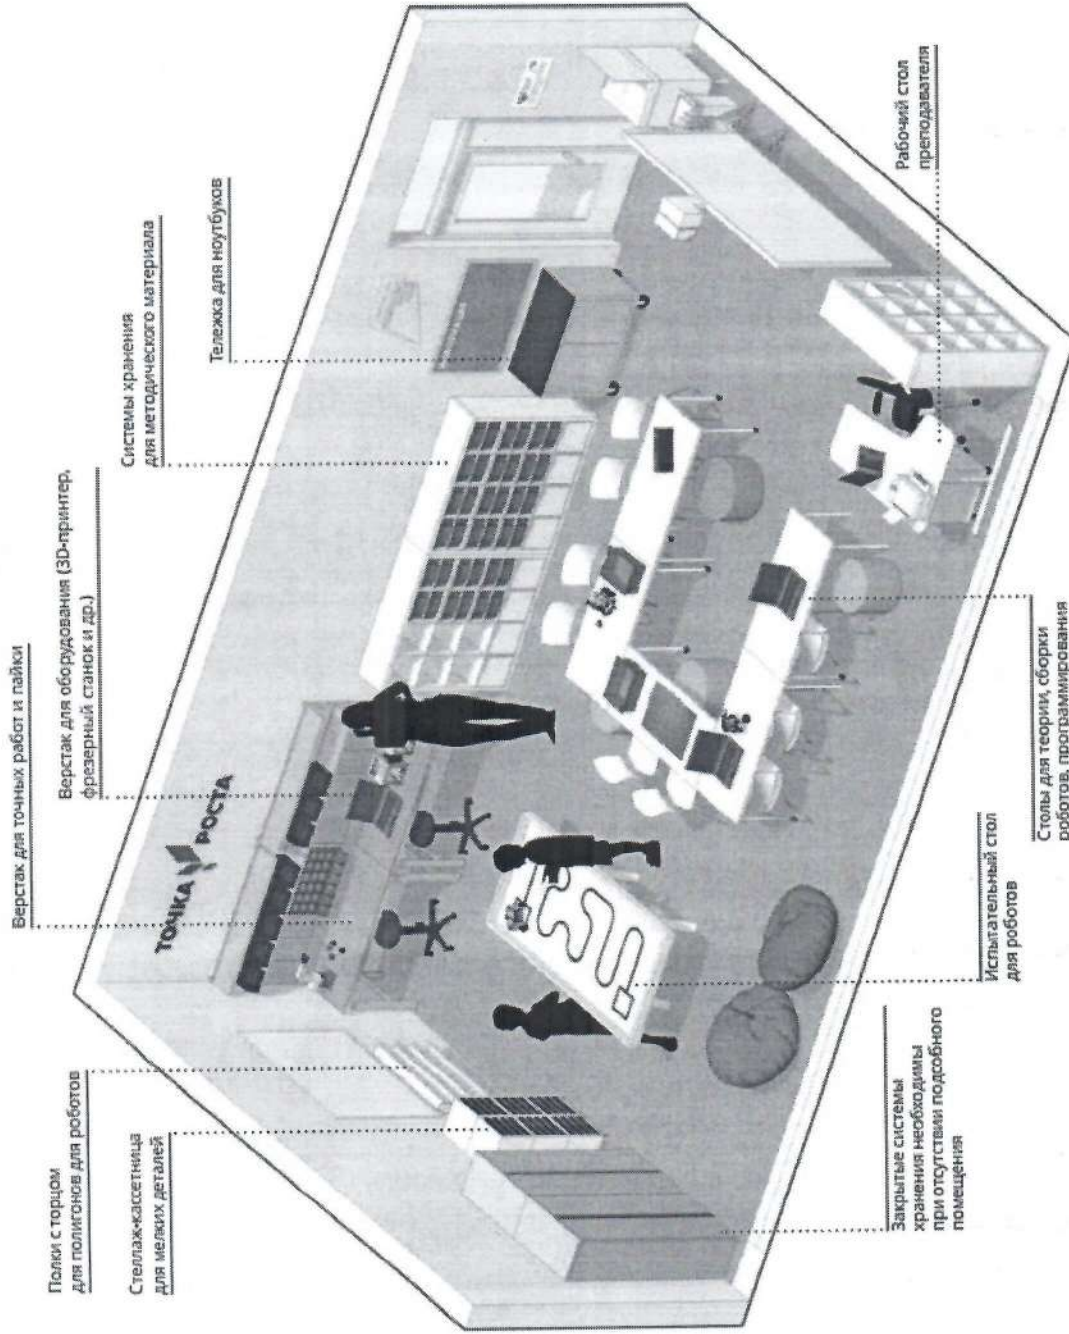 Полки с торцом
для полигонов для роботов
Стеллаж-кассетница
для мелких деталей
Верстак для точных работ и пайки
Верстак для оборудования (3D-принтер,
фрезерный станок и др.)
Системы хранения
для методического материала
Тележка для ноутбуков
ТОЧКА РОСТА
Закрытые системы
хранения необходимы
при отсутствии подсобного
помещения
Испытательный стол
для роботов
Столы для теории, сборки
роботов, программирования
Рабочий стол
преподавателя